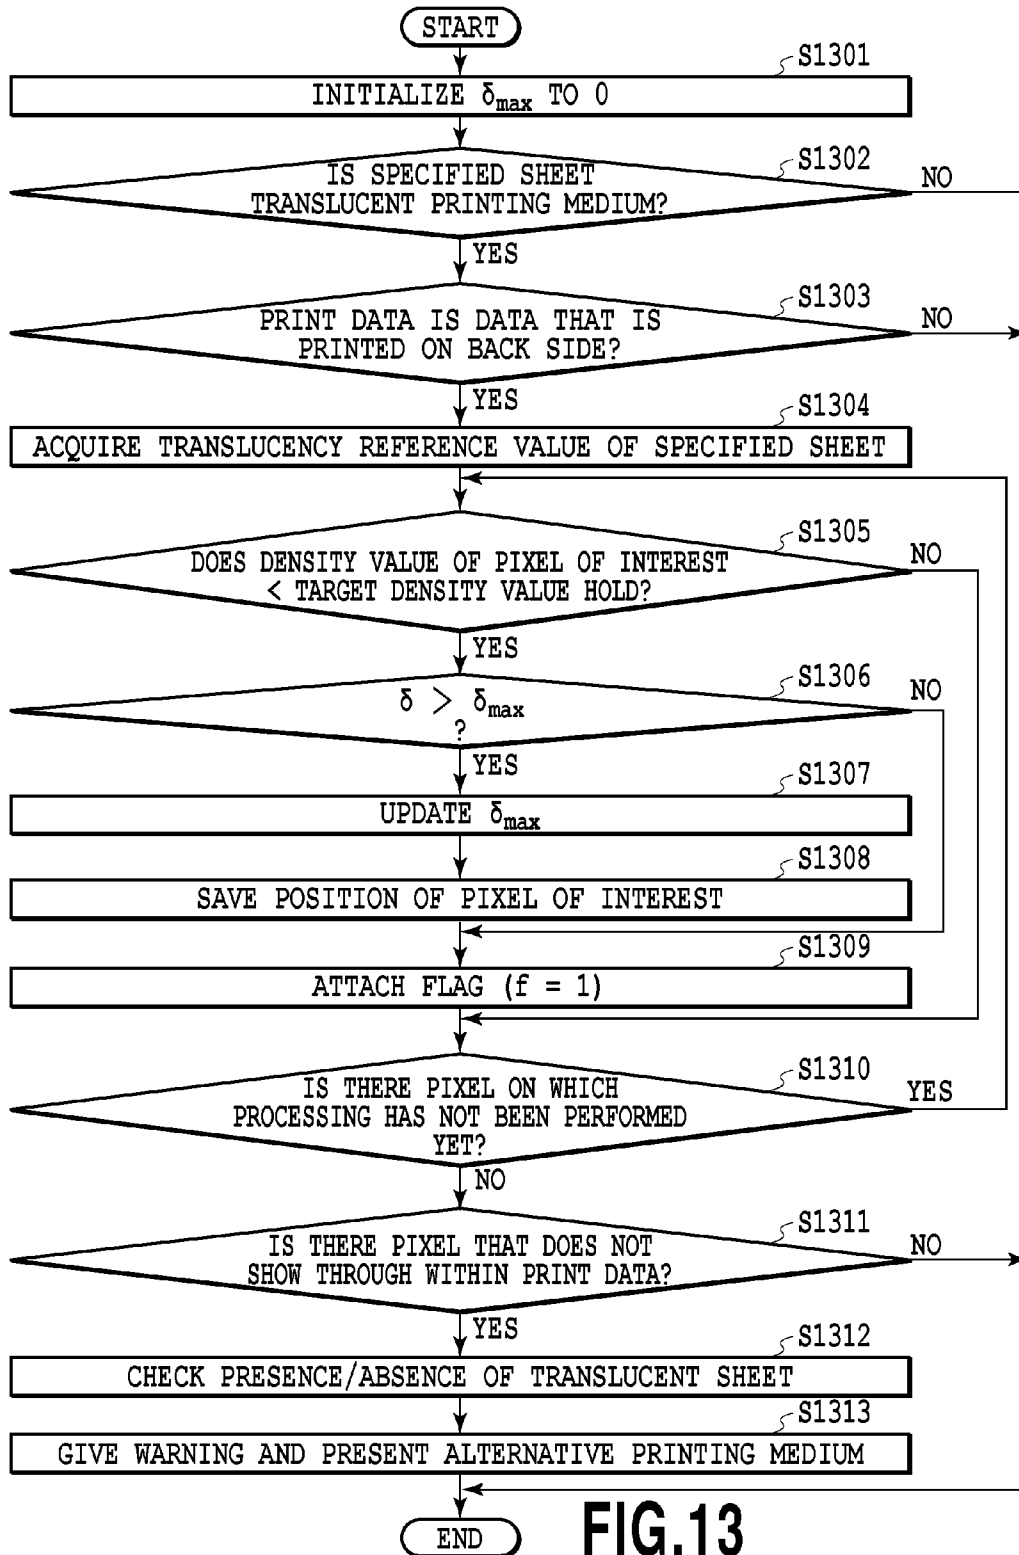 START
S1301
INITIALIZE δmax TO 0
S1302
IS SPECIFIED SHEET
TRANSLUCENT PRINTING MEDIUM?
NO
YES
S1303
PRINT DATA IS DATA THAT IS
PRINTED ON BACK SIDE?
NO
YES
S1304
ACQUIRE TRANSLUCENCY REFERENCE VALUE OF SPECIFIED SHEET
S1305
DOES DENSITY VALUE OF PIXEL OF INTEREST
< TARGET DENSITY VALUE HOLD?
NO
YES
S1306
δ > δmax
?
NO
YES
S1307
UPDATE δmax
S1308
SAVE POSITION OF PIXEL OF INTEREST
S1309
ATTACH FLAG (f = 1)
S1310
IS THERE PIXEL ON WHICH
PROCESSING HAS NOT BEEN PERFORMED
YET?
YES
NO
S1311
IS THERE PIXEL THAT DOES NOT
SHOW THROUGH WITHIN PRINT DATA?
NO
YES
S1312
CHECK PRESENCE/ABSENCE OF TRANSLUCENT SHEET
S1313
GIVE WARNING AND PRESENT ALTERNATIVE PRINTING MEDIUM
END
FIG.13